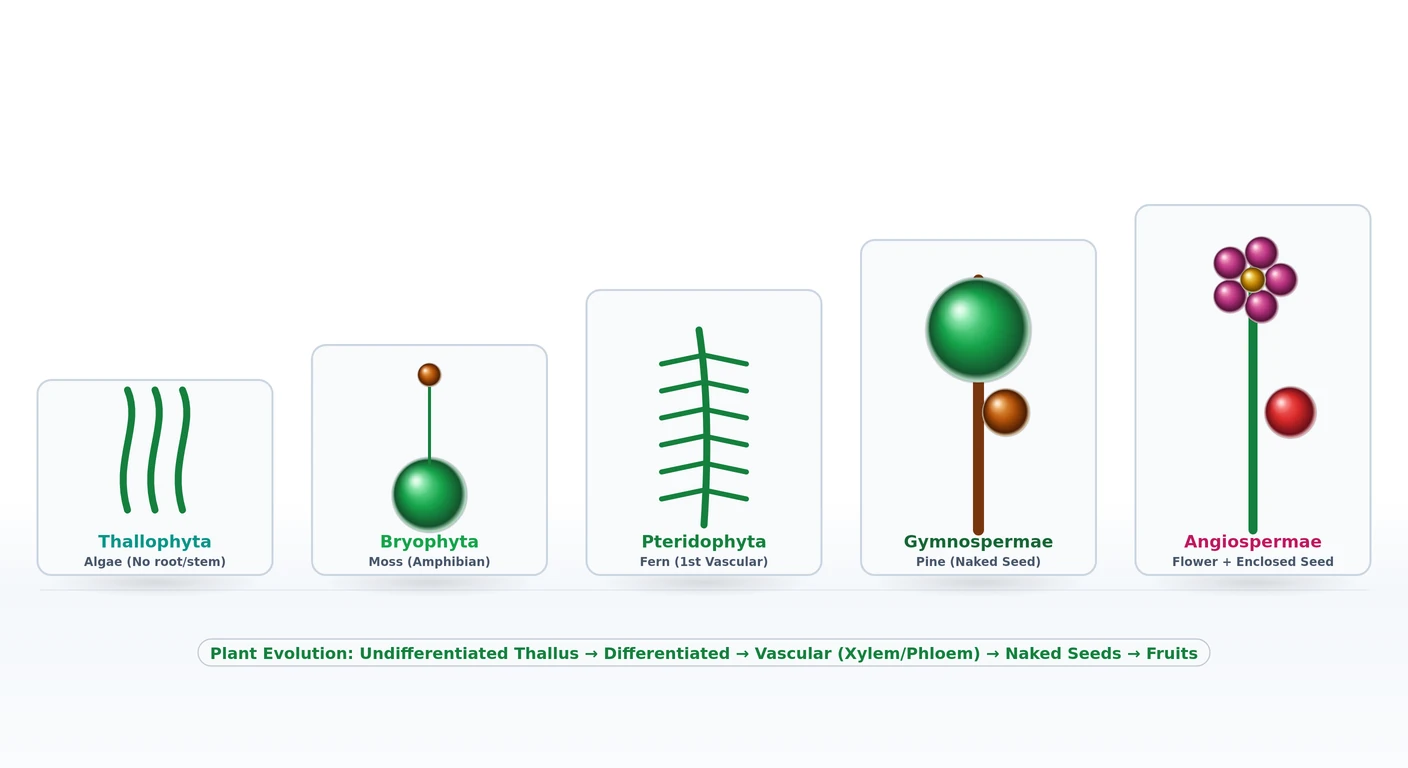 Thallophyta
Algae (No root/stem)
Bryophyta
Moss (Amphibian)
Pteridophyta
Fern (1st Vascular)
Gymnospermae
Pine (Naked Seed)
Angiospermae
Flower + Enclosed Seed
Plant Evolution: Undifferentiated Thallus → Differentiated → Vascular (Xylem/Phloem) → Naked Seeds → Fruits